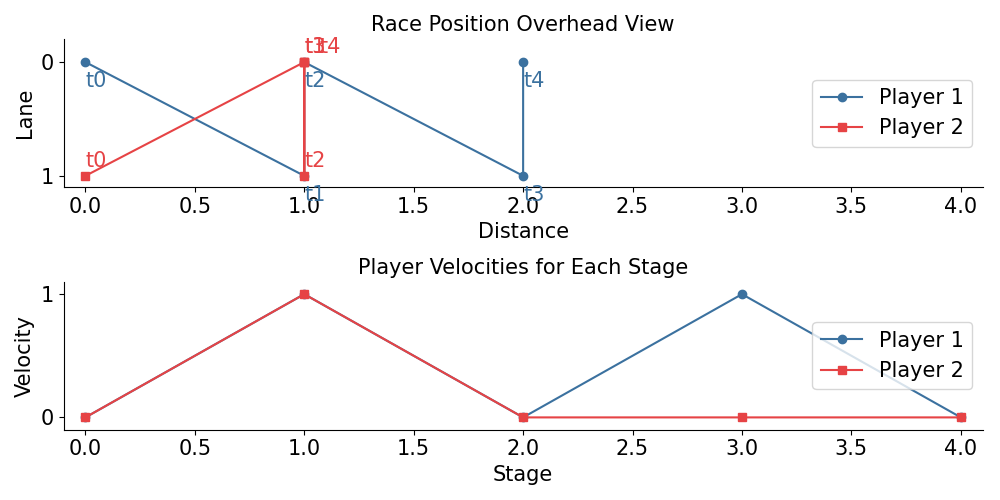 Race Position Overhead View
Lane
0
1
t0
t0
t1
t4
t2
t2
t1
t4
t3
Player 1
Player 2
0.0 0.5 1.0 1.5 2.0 2.5 3.0 3.5 4.0
Distance
Player Velocities for Each Stage
Velocity
1
0
Player 1
Player 2
0.0 0.5 1.0 1.5 2.0 2.5 3.0 3.5 4.0
Stage